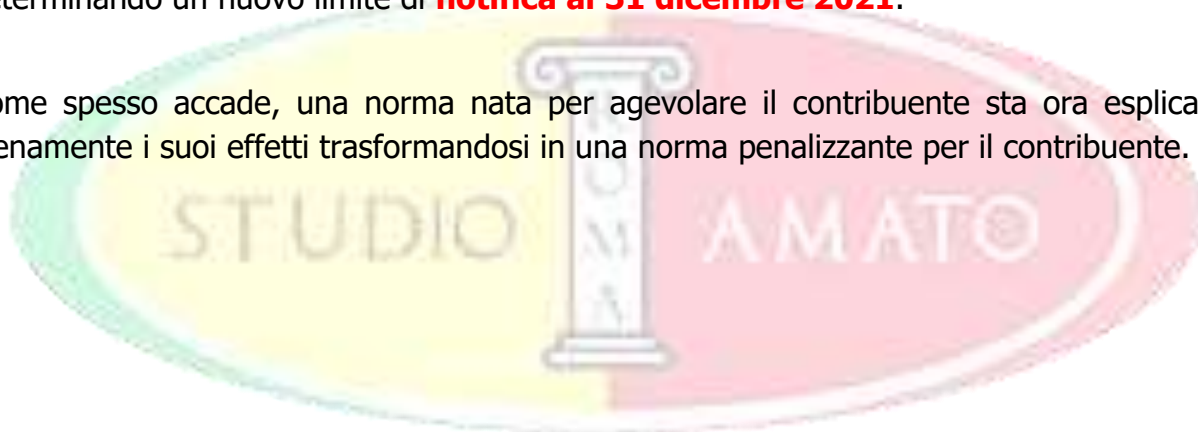 eterminando un nuovo limite di notifica al 31 dicembre 2021.
ome spesso accade, una norma nata per agevolare il contribuente sta ora esplica
enamente i suoi effetti trasformandosi in una norma penalizzante per il contribuente.
STUDIO ROMA AMATO